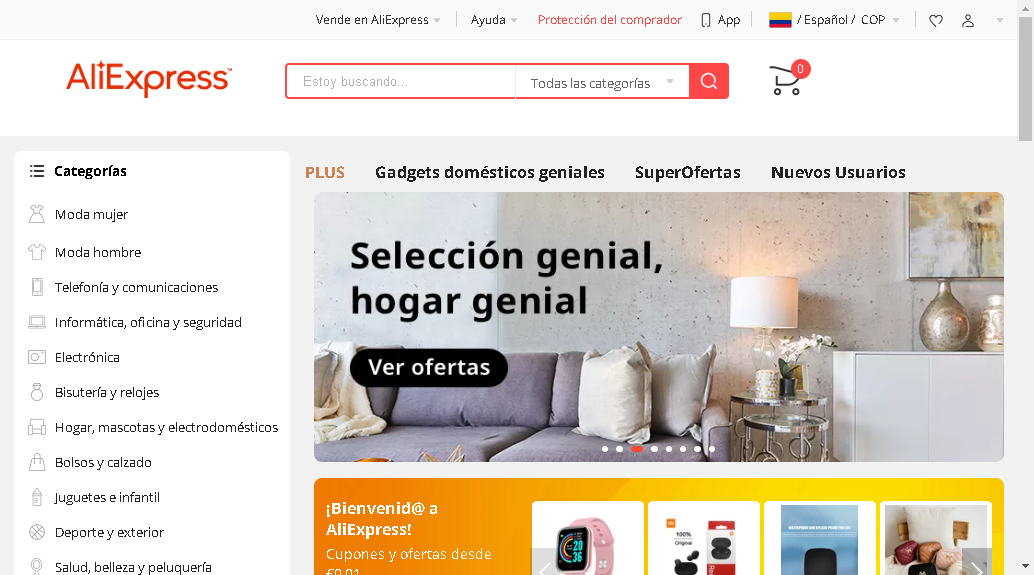 Vende en AliExpress
Ayuda
Protección del comprador
App
/ Español / COP
AliExpress
Estoy buscando...
Todas las categorías
0
Categorías
PLUS
Gadgets domésticos geniales
SuperOfertas
Nuevos Usuarios
Moda mujer
Moda hombre
Telefonía y comunicaciones
Informática, oficina y seguridad
Electrónica
Bisutería y relojes
Hogar, mascotas y electrodomésticos
Bolsos y calzado
Juguetes e infantil
Deporte y exterior
Salud, belleza y peluquería
Selección genial,
hogar genial
Ver ofertas
¡Bienvenid@ a
AliExpress!
Cupones y ofertas desde
£0,01
100%
Original